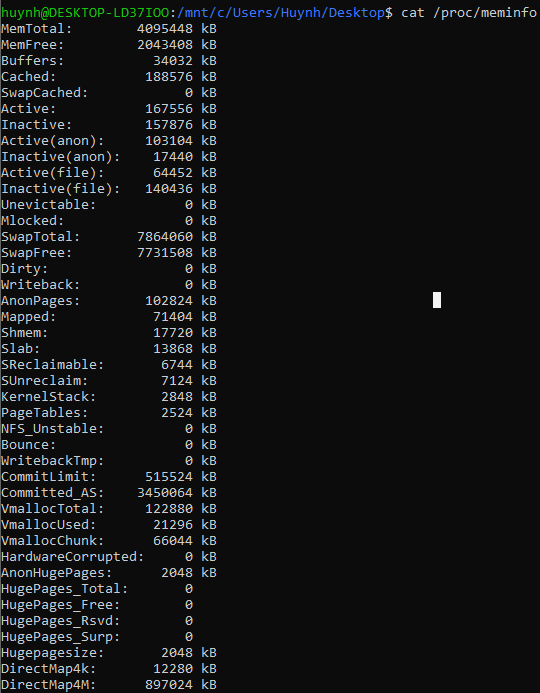 huynh@DESKTOP-LD37IOO:/mnt/c/Users/Huynh/Desktop$ cat /proc/meminfo
MemTotal: 4095448 kB
MemFree: 2043408 kB
Buffers: 34032 kB
Cached: 188576 kB
SwapCached: 0 kB
Active: 167556 kB
Inactive: 157876 kB
Active(anon): 103104 kB
Inactive(anon): 17440 kB
Active(file): 64452 kB
Inactive(file): 140436 kB
Unevictable: 0 kB
Mlocked: 0 kB
SwapTotal: 7864060 kB
SwapFree: 7731508 kB
Dirty: 0 kB
Writeback: 0 kB
AnonPages: 102824 kB
Mapped: 71404 kB
Shmem: 17720 kB
Slab: 13868 kB
SReclaimable: 6744 kB
SUnreclaim: 7124 kB
KernelStack: 2848 kB
PageTables: 2524 kB
NFS_Unstable: 0 kB
Bounce: 0 kB
WritebackTmp: 0 kB
CommitLimit: 515524 kB
Committed_AS: 3450064 kB
VmallocTotal: 122880 kB
VmallocUsed: 21296 kB
VmallocChunk: 66044 kB
HardwareCorrupted: 0 kB
AnonHugePages: 2048 kB
HugePages_Total: 0
HugePages_Free: 0
HugePages_Rsvd: 0
HugePages_Surp: 0
Hugepagesize: 2048 kB
DirectMap4k: 12280 kB
DirectMap4M: 897024 kB